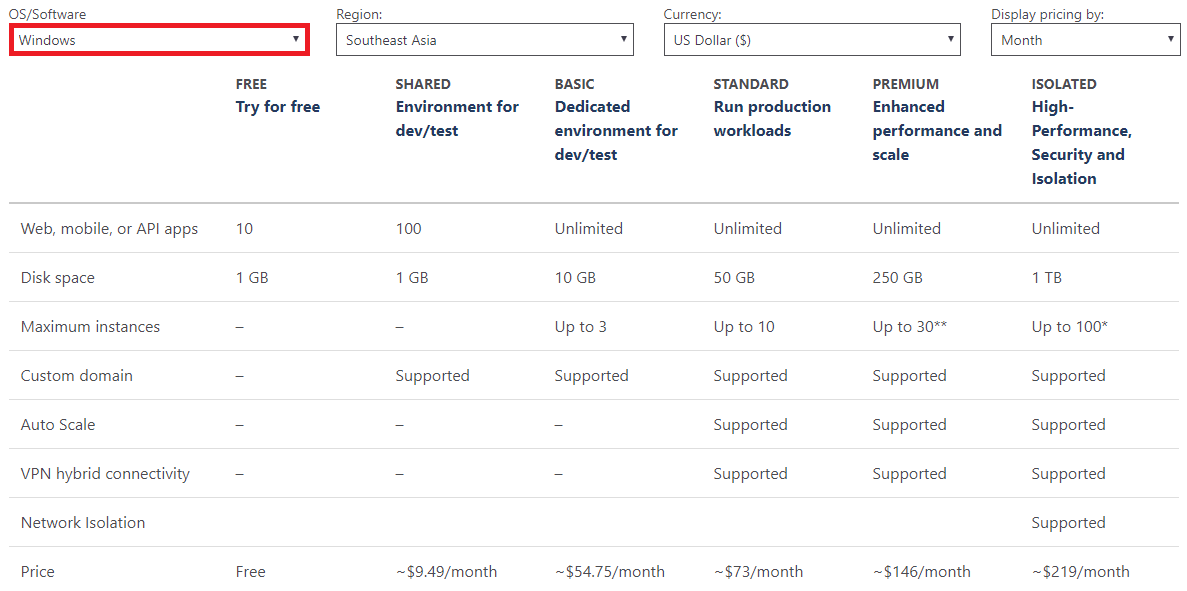 OS/Software Region: Currency: Display pricing by:
Windows Southeast Asia US Dollar ($) Month
FREE SHARED BASIC STANDARD PREMIUM ISOLATED
Try for free Environment for Dedicated Run production Enhanced High-
dev/test environment for workloads performance and Performance,
dev/test scale Security and
Isolation
Web, mobile, or API apps 10 100 Unlimited Unlimited Unlimited Unlimited
Disk space 1 GB 1 GB 10 GB 50 GB 250 GB 1 TB
Maximum instances – – Up to 3 Up to 10 Up to 30** Up to 100*
Custom domain – Supported Supported Supported Supported Supported
Auto Scale – – – Supported Supported Supported
VPN hybrid connectivity – – – Supported Supported Supported
Network Isolation Supported
Price Free ~$9.49/month ~$54.75/month ~$73/month ~$146/month ~$219/month